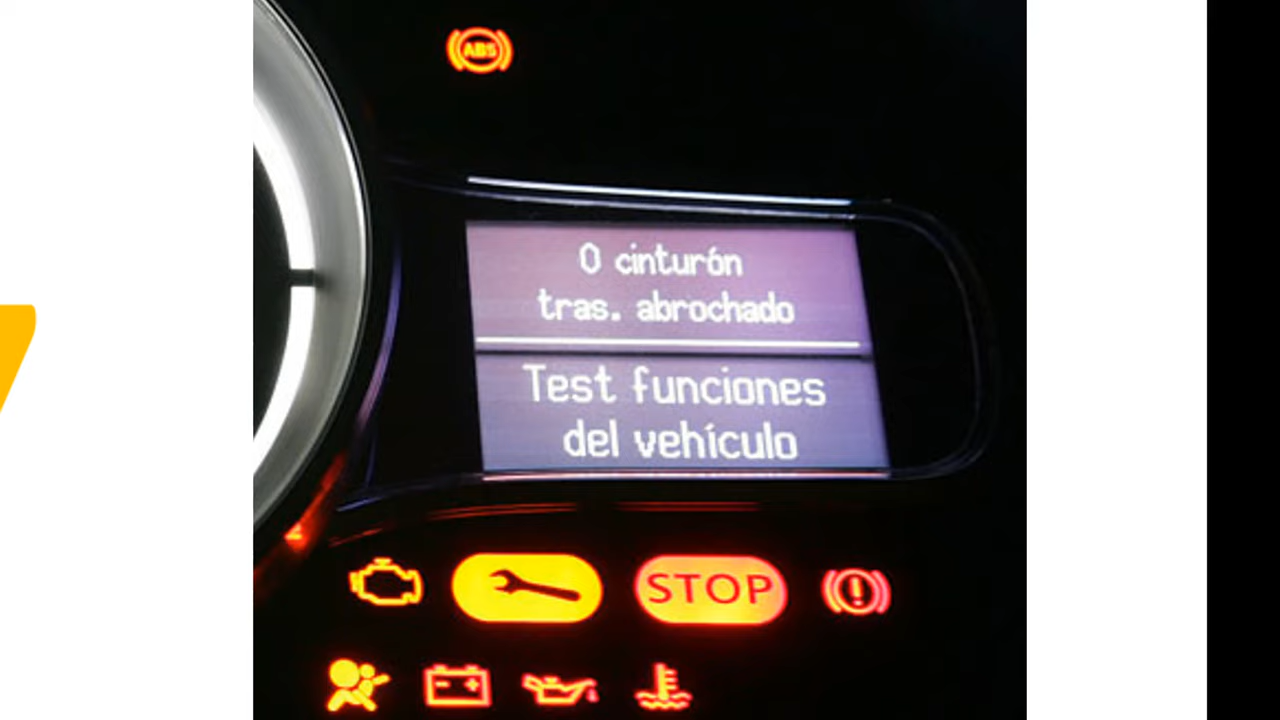 ABS
0 cinturón
tras. abrochado
Test funciones
del vehículo
STOP